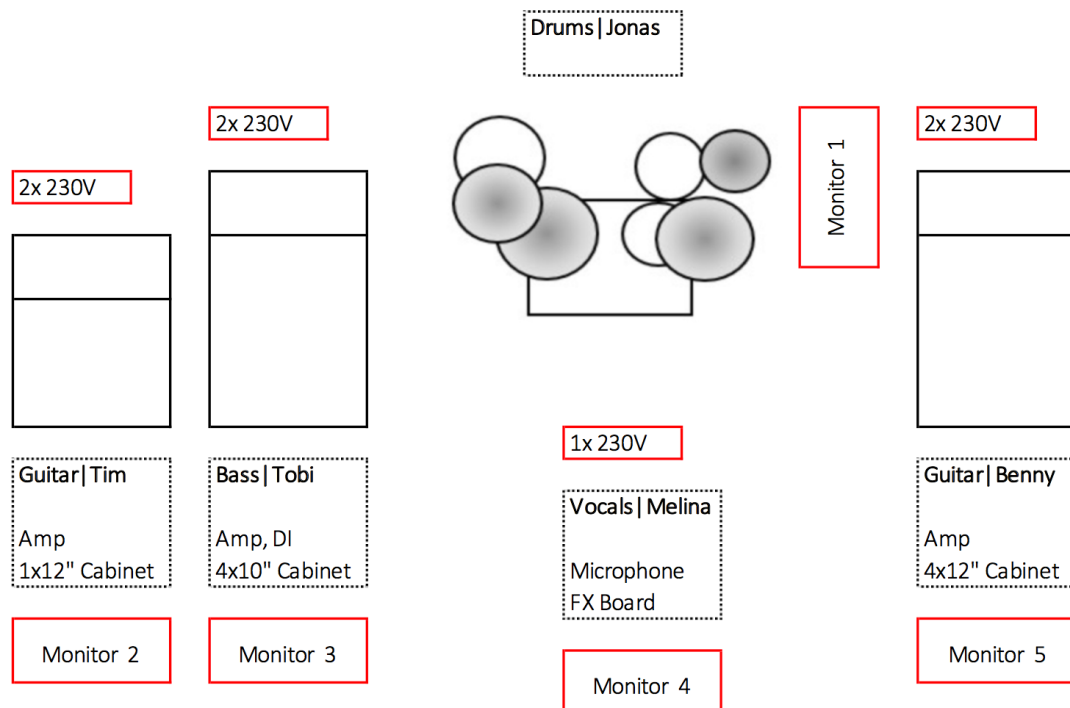 Drums|Jonas
2x 230V
2x 230V
2x 230V
Monitor 1
1x 230V
Guitar|Tim
Amp
1x12" Cabinet
Bass|Tobi
Amp, DI
4x10" Cabinet
Vocals|Melina
Microphone
FX Board
Guitar|Benny
Amp
4x12" Cabinet
Monitor 2
Monitor 3
Monitor 4
Monitor 5